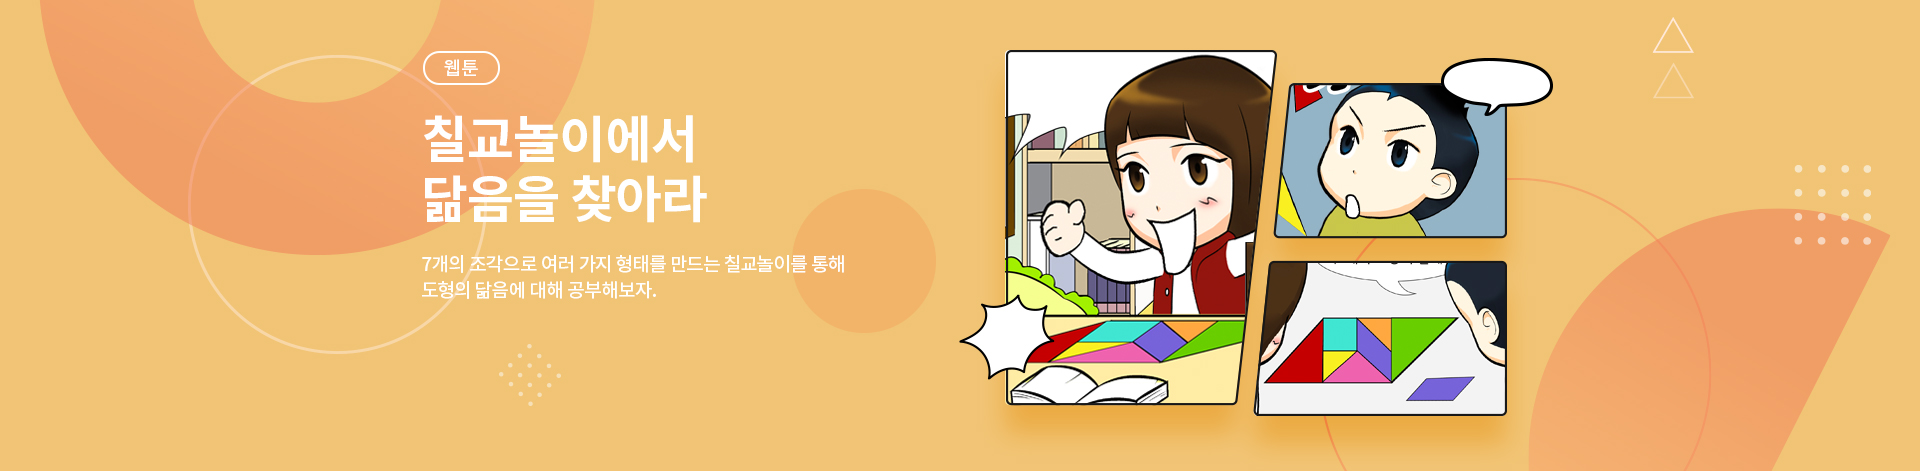 웹툰
칠교놀이에서
닮음을 찾아라
7개의 조각으로 여러 가지 형태를 만드는 칠교놀이를 통해
도형의 닮음에 대해 공부해보자.